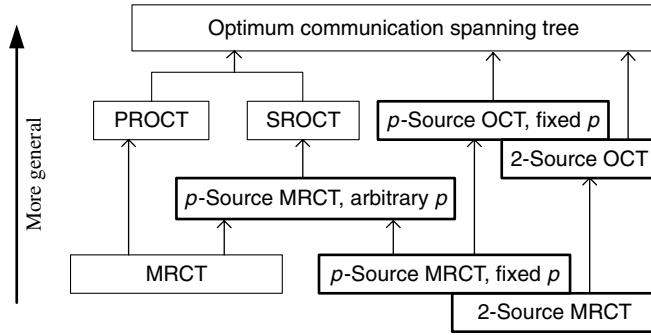 Optimum communication spanning tree
PROCT
SROCT
p-Source OCT, fixed p
2-Source OCT
p-Source MRCT, arbitrary p
MRCT
p-Source MRCT, fixed p
2-Source MRCT
More general